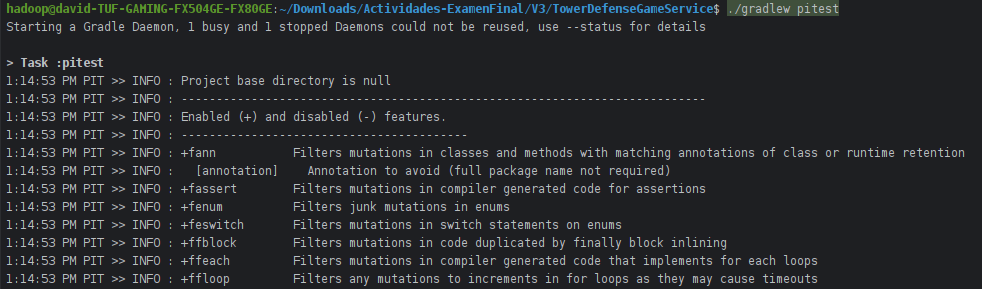 hadoop@david-TUF-GAMING-FX504GE-FX80GE:~/Downloads/Actividades-ExamenFinal/V3/TowerDefenseGameService$ ./gradlew pitest
Starting a Gradle Daemon, 1 busy and 1 stopped Daemons could not be reused, use --status for details
> Task :pitest
1:14:53 PM PIT >> INFO : Project base directory is null
1:14:53 PM PIT >> INFO : ---------------------------------------------------------------------------
1:14:53 PM PIT >> INFO : Enabled (+) and disabled (-) features.
1:14:53 PM PIT >> INFO : -----------------------------------------
1:14:53 PM PIT >> INFO : +fann           Filters mutations in classes and methods with matching annotations of class or runtime retention
1:14:53 PM PIT >> INFO :   [annotation]    Annotation to avoid (full package name not required)
1:14:53 PM PIT >> INFO : +fassert        Filters mutations in compiler generated code for assertions
1:14:53 PM PIT >> INFO : +fenum          Filters junk mutations in enums
1:14:53 PM PIT >> INFO : +feswitch       Filters mutations in switch statements on enums
1:14:53 PM PIT >> INFO : +ffblock        Filters mutations in code duplicated by finally block inlining
1:14:53 PM PIT >> INFO : +ffeach         Filters mutations in compiler generated code that implements for each loops
1:14:53 PM PIT >> INFO : +ffloop         Filters any mutations to increments in for loops as they may cause timeouts